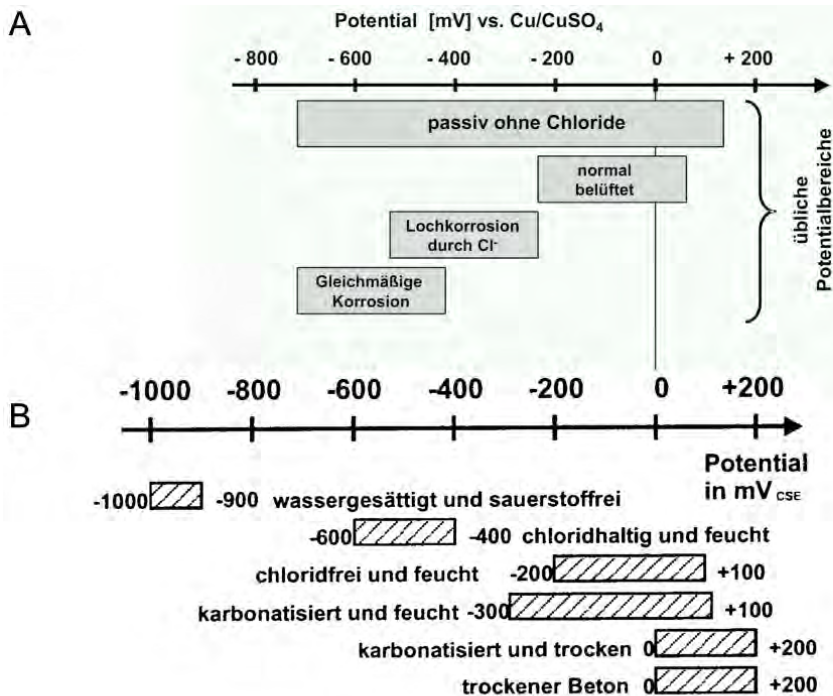 A
Potential [mV] vs. Cu/CuSO₄
- 800 - 600 - 400 - 200 0 + 200
passiv ohne Chloride
normal
belüftet
Lochkorrosion
durch Cl⁻
Gleichmäßige
Korrosion
übliche
Potentialbereiche
B
-1000 -800 -600 -400 -200 0 +200
Potential
in mV CSE
-1000 -900 wassergesättigt und sauerstoffrei
-600 -400 chloridhaltig und feucht
chloridfrei und feucht -200 +100
karbonatisiert und feucht -300 +100
karbonatisiert und trocken 0 +200
trockener Beton 0 +200